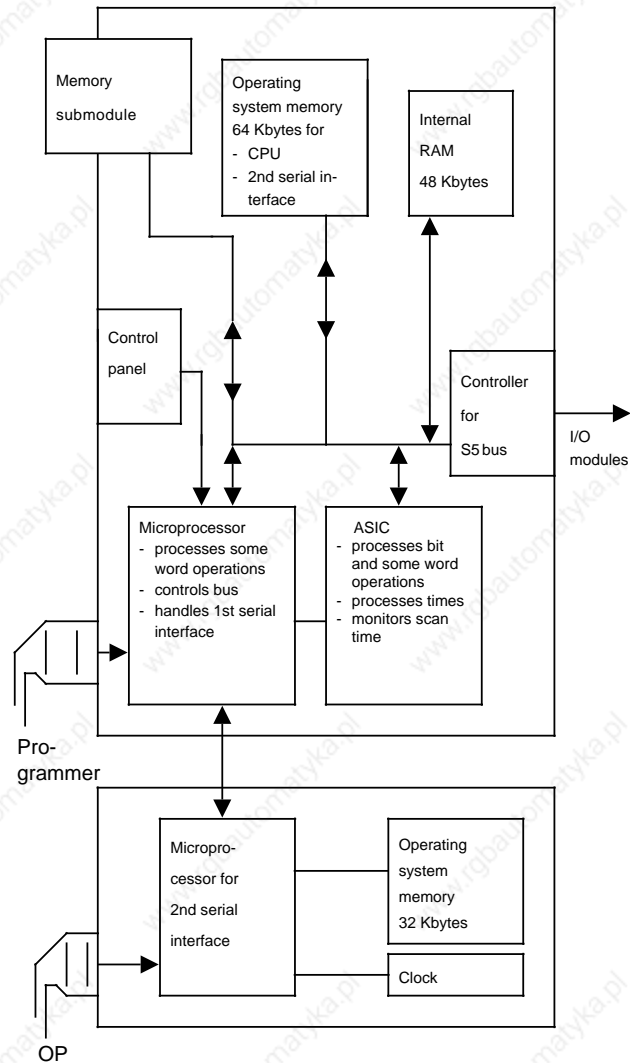 Memory
submodule
Operating
system memory
64 Kbytes for
- CPU
- 2nd serial in-
terface
Internal
RAM
48 Kbytes
Control
panel
Controller
for
S5 bus
I/O
modules
Microprocessor
- processes some
word operations
- controls bus
- handles 1st serial
interface
ASIC
- processes bit
and some word
operations
- processes times
- monitors scan
time
Pro-
grammer
Micropro-
cessor for
2nd serial
interface
Operating
system
memory
32 Kbytes
Clock
OP
www.rgbautomatyka.pl